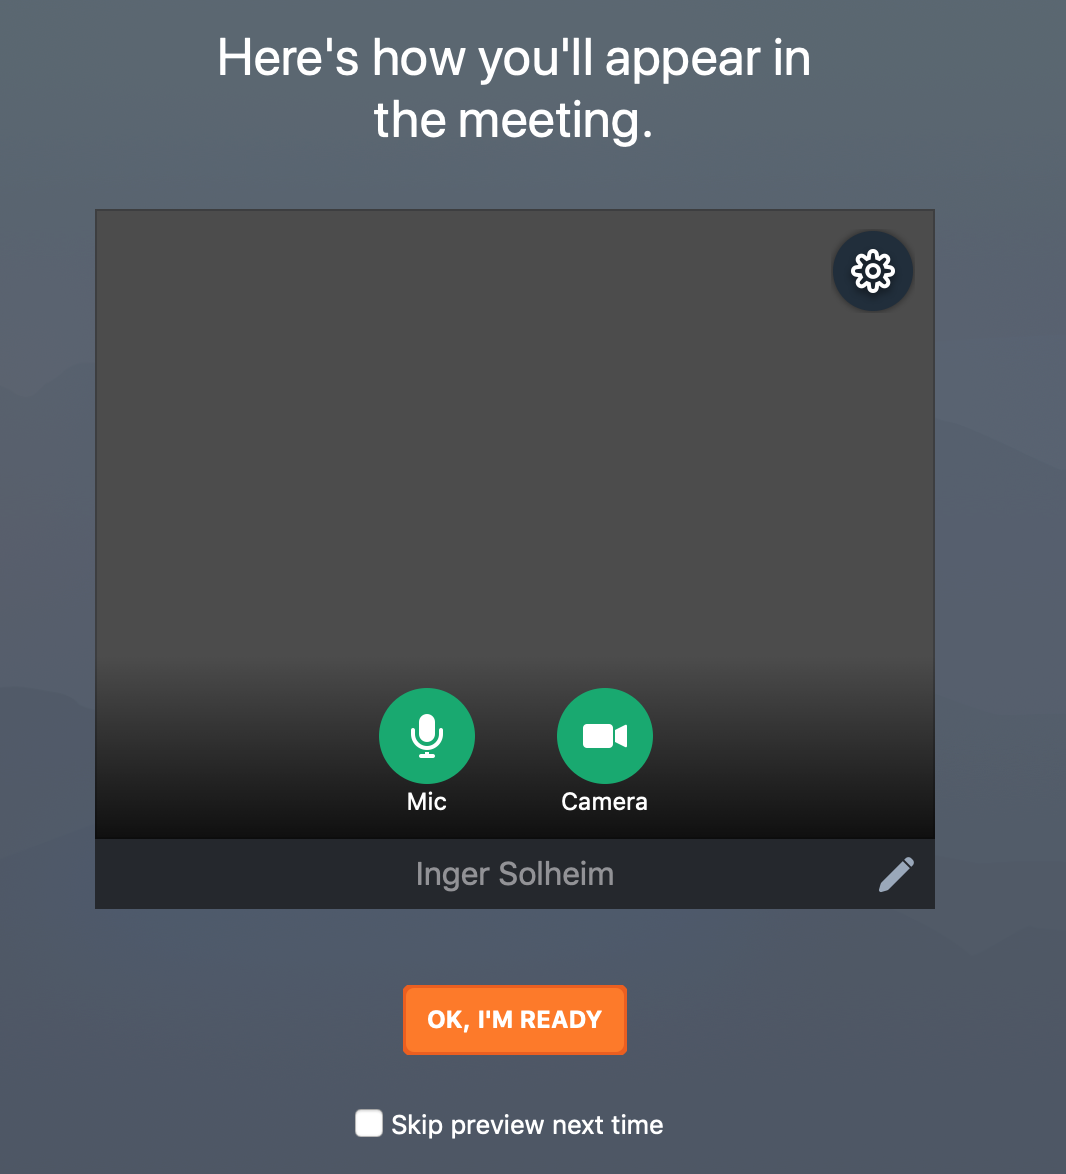 Here's how you'll appear in
the meeting.
Mic
Camera
Inger Solheim
OK, I'M READY
Skip preview next time